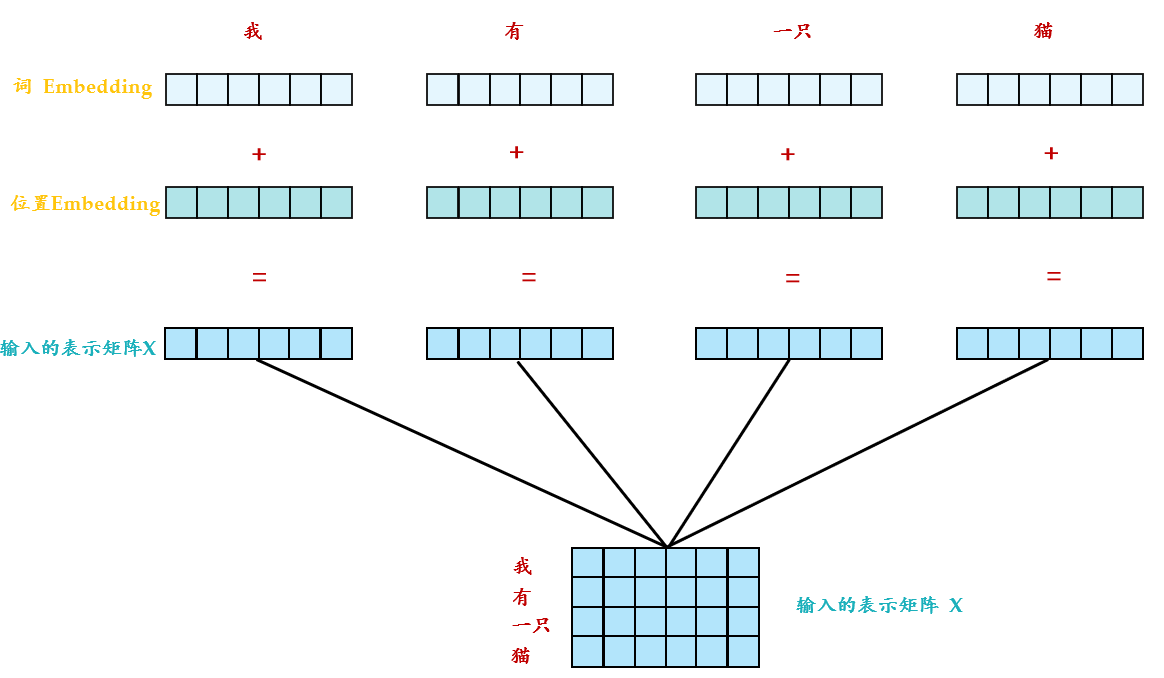 我 有 一只 猫
词 Embedding
+ + + +
位置Embedding
= = = =
输入的表示矩阵X
我
有
一只
猫
输入的表示矩阵 X